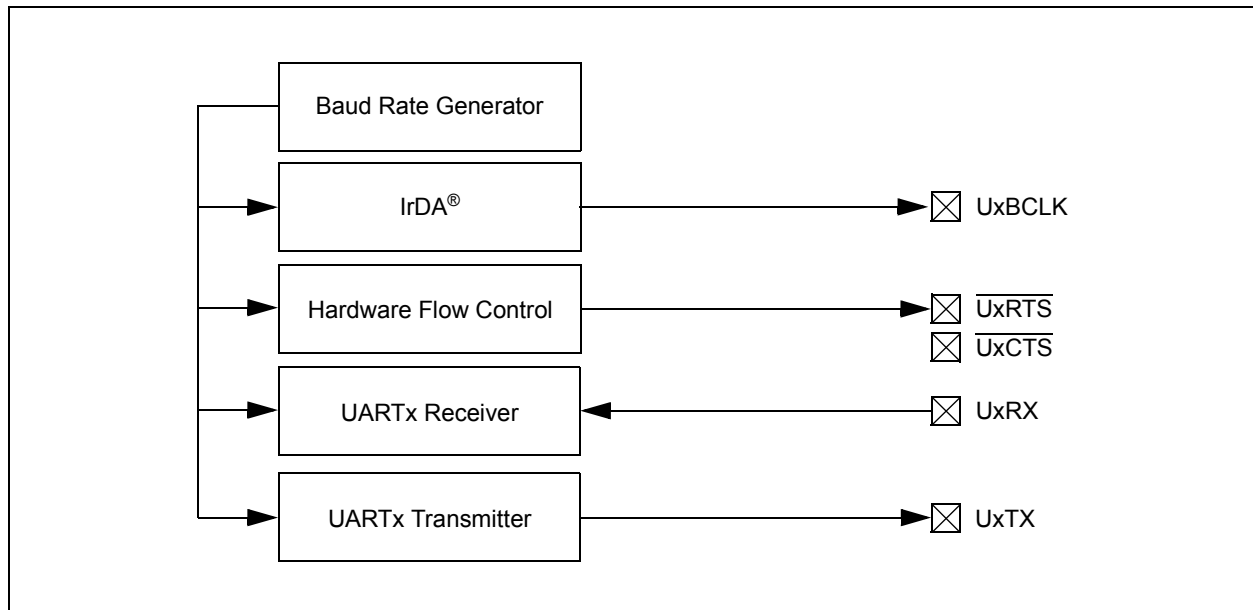 Baud Rate Generator
IrDA®
UxBCLK
Hardware Flow Control
UxRTS
UxCTS
UARTx Receiver
UxRX
UARTx Transmitter
UxTX